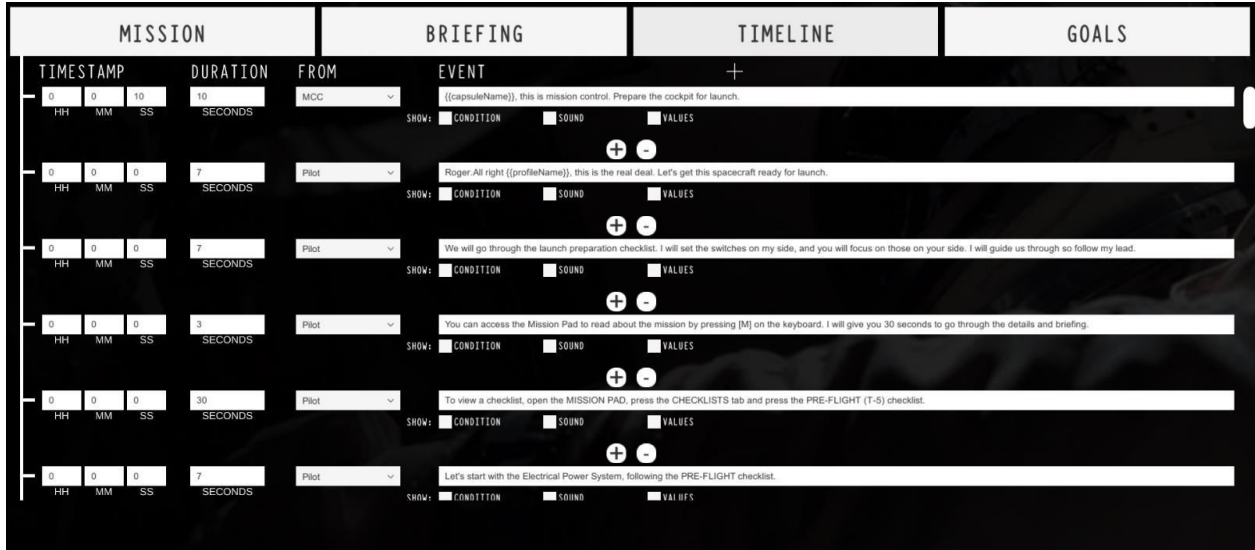 MISSION BRIEFING TIMELINE GOALS
TIMESTAMP DURATION FROM EVENT +
0 0 10 10 MCC {{capsuleName}}, this is mission control. Prepare the cockpit for launch.
HH MM SS SECONDS
SHOW: CONDITION SOUND VALUES
+ -
0 0 0 7 Pilot Roger.All right {{profileName}}, this is the real deal. Let's get this spacecraft ready for launch.
HH MM SS SECONDS
SHOW: CONDITION SOUND VALUES
+ -
0 0 0 7 Pilot We will go through the launch preparation checklist. I will set the switches on my side, and you will focus on those on your side. I will guide us through so follow my lead.
HH MM SS SECONDS
SHOW: CONDITION SOUND VALUES
+ -
0 0 0 3 Pilot You can access the Mission Pad to read about the mission by pressing [M] on the keyboard. I will give you 30 seconds to go through the details and briefing.
HH MM SS SECONDS
SHOW: CONDITION SOUND VALUES
+ -
0 0 0 30 Pilot To view a checklist, open the MISSION PAD, press the CHECKLISTS tab and press the PRE-FLIGHT (T-5) checklist.
HH MM SS SECONDS
SHOW: CONDITION SOUND VALUES
+ -
0 0 0 7 Pilot Let's start with the Electrical Power System, following the PRE-FLIGHT checklist.
HH MM SS SECONDS
SHOW: CONDITION SOUND VALUES